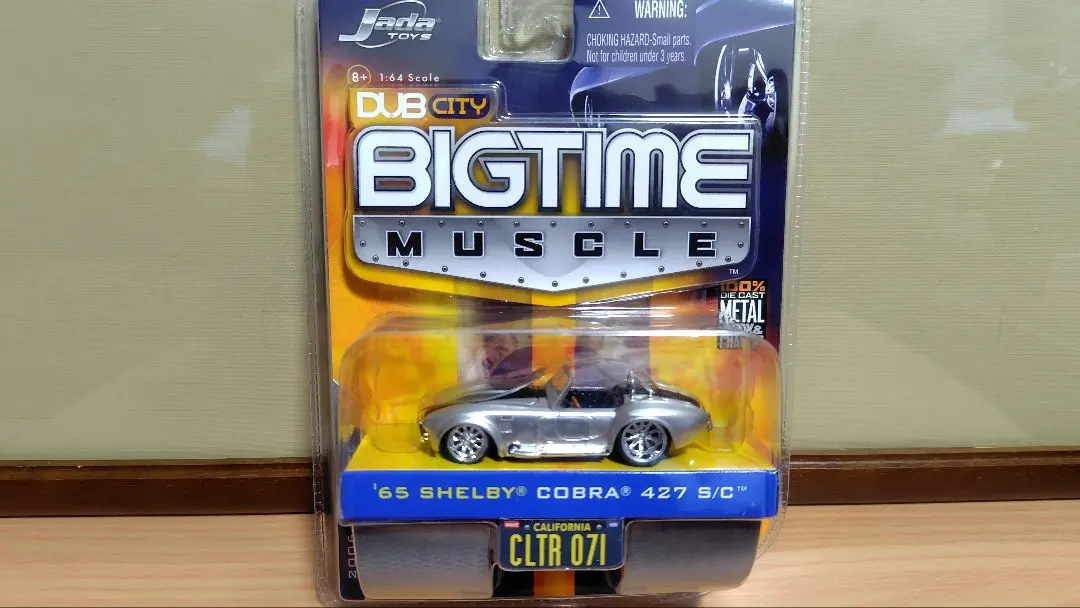 Jada
TOYS
WARNING:
CHOKING HAZARD-Small parts.
Not for children under 3 years.
8+ 1:64 Scale
DUB CITY
BIGTIME
MUSCLE
TM
100%
DIE CAST
METAL
'65 SHELBY® COBRA® 427 S/C™
CALIFORNIA
CLTR 071